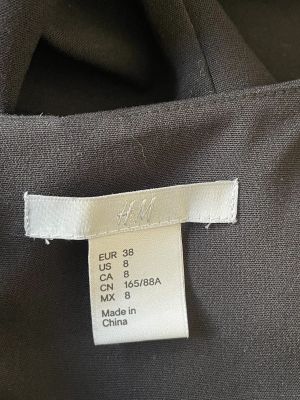 H&M
EUR 38
US 8
CA 8
CN 165/88A
MX 8
Made in
China